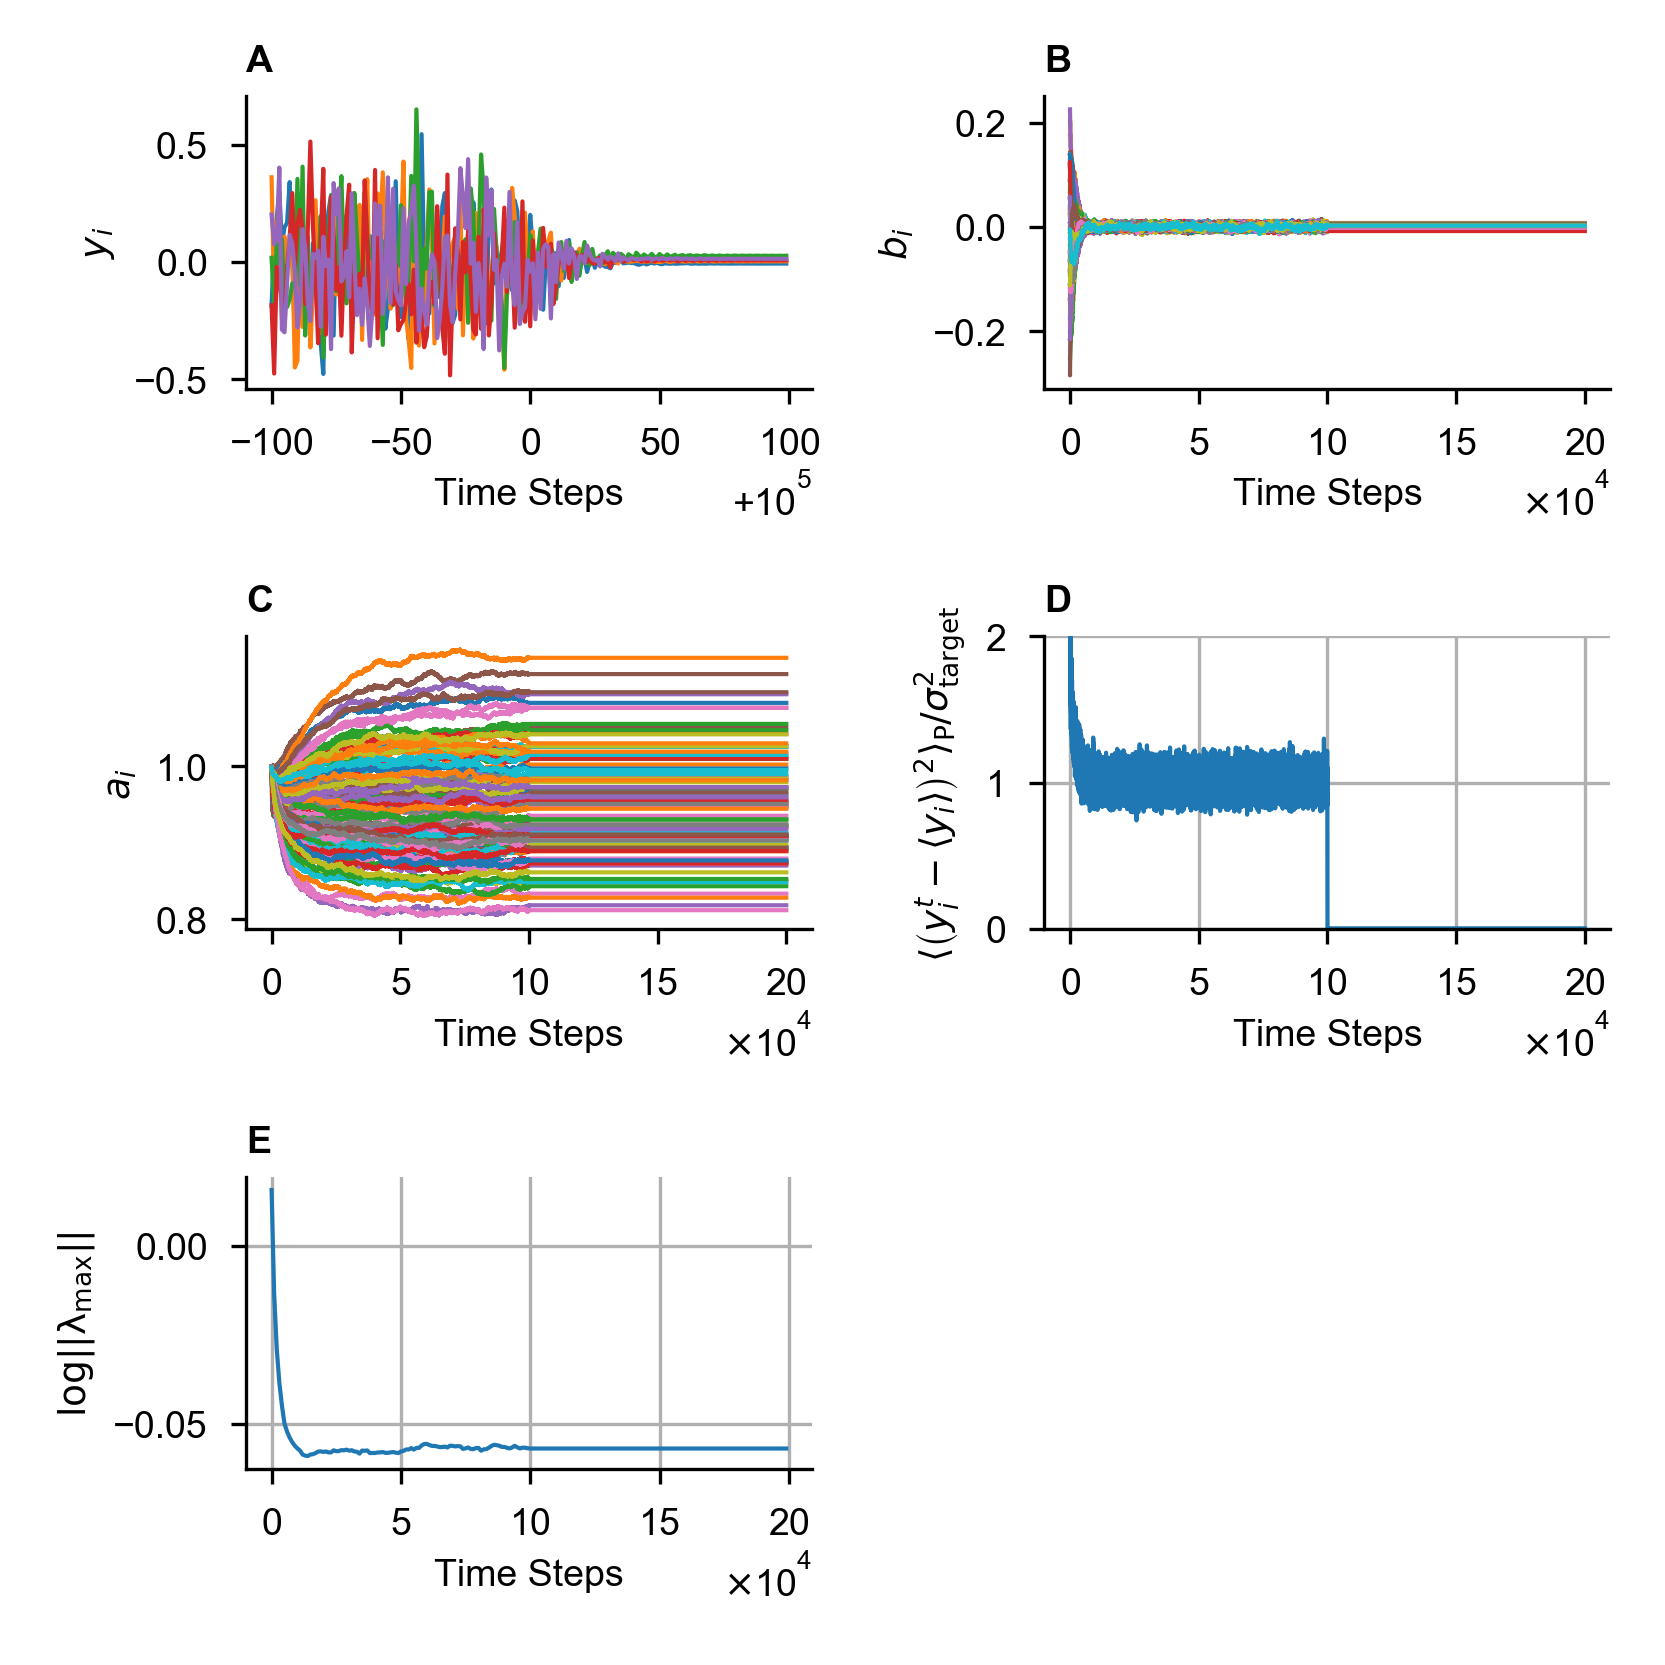 A
0.5
0.0
−0.5
y_i
−100 −50 0 50 100
Time Steps
+10^5
B
0.2
0.0
−0.2
b_i
0 5 10 15 20
Time Steps
×10^4
C
1.0
0.8
a_i
0 5 10 15 20
Time Steps
×10^4
D
2
1
0
⟨(y_i^t − ⟨y_i⟩)^2⟩_P/σ^2_target
0 5 10 15 20
Time Steps
×10^4
E
0.00
−0.05
log||λ_max||
0 5 10 15 20
Time Steps
×10^4